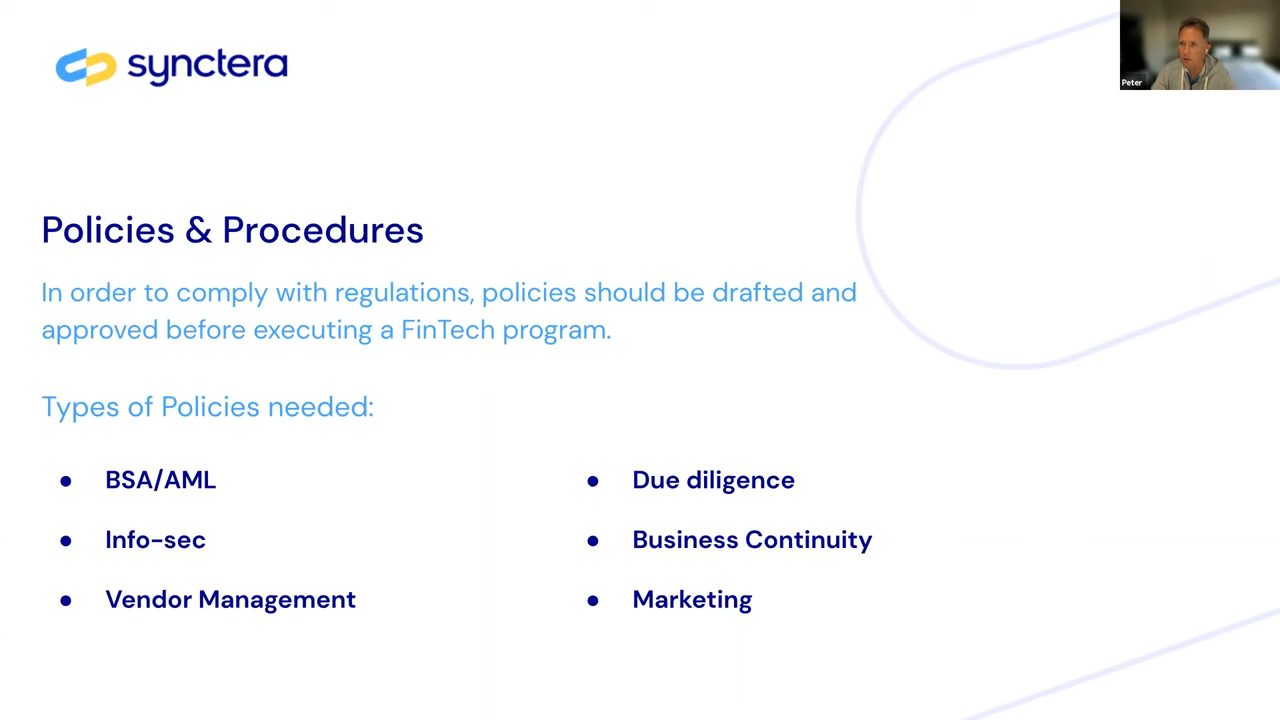 synctera
Peter
Policies & Procedures
In order to comply with regulations, policies should be drafted and
approved before executing a FinTech program.
Types of Policies needed:
● BSA/AML
● Info-sec
● Vendor Management
● Due diligence
● Business Continuity
● Marketing